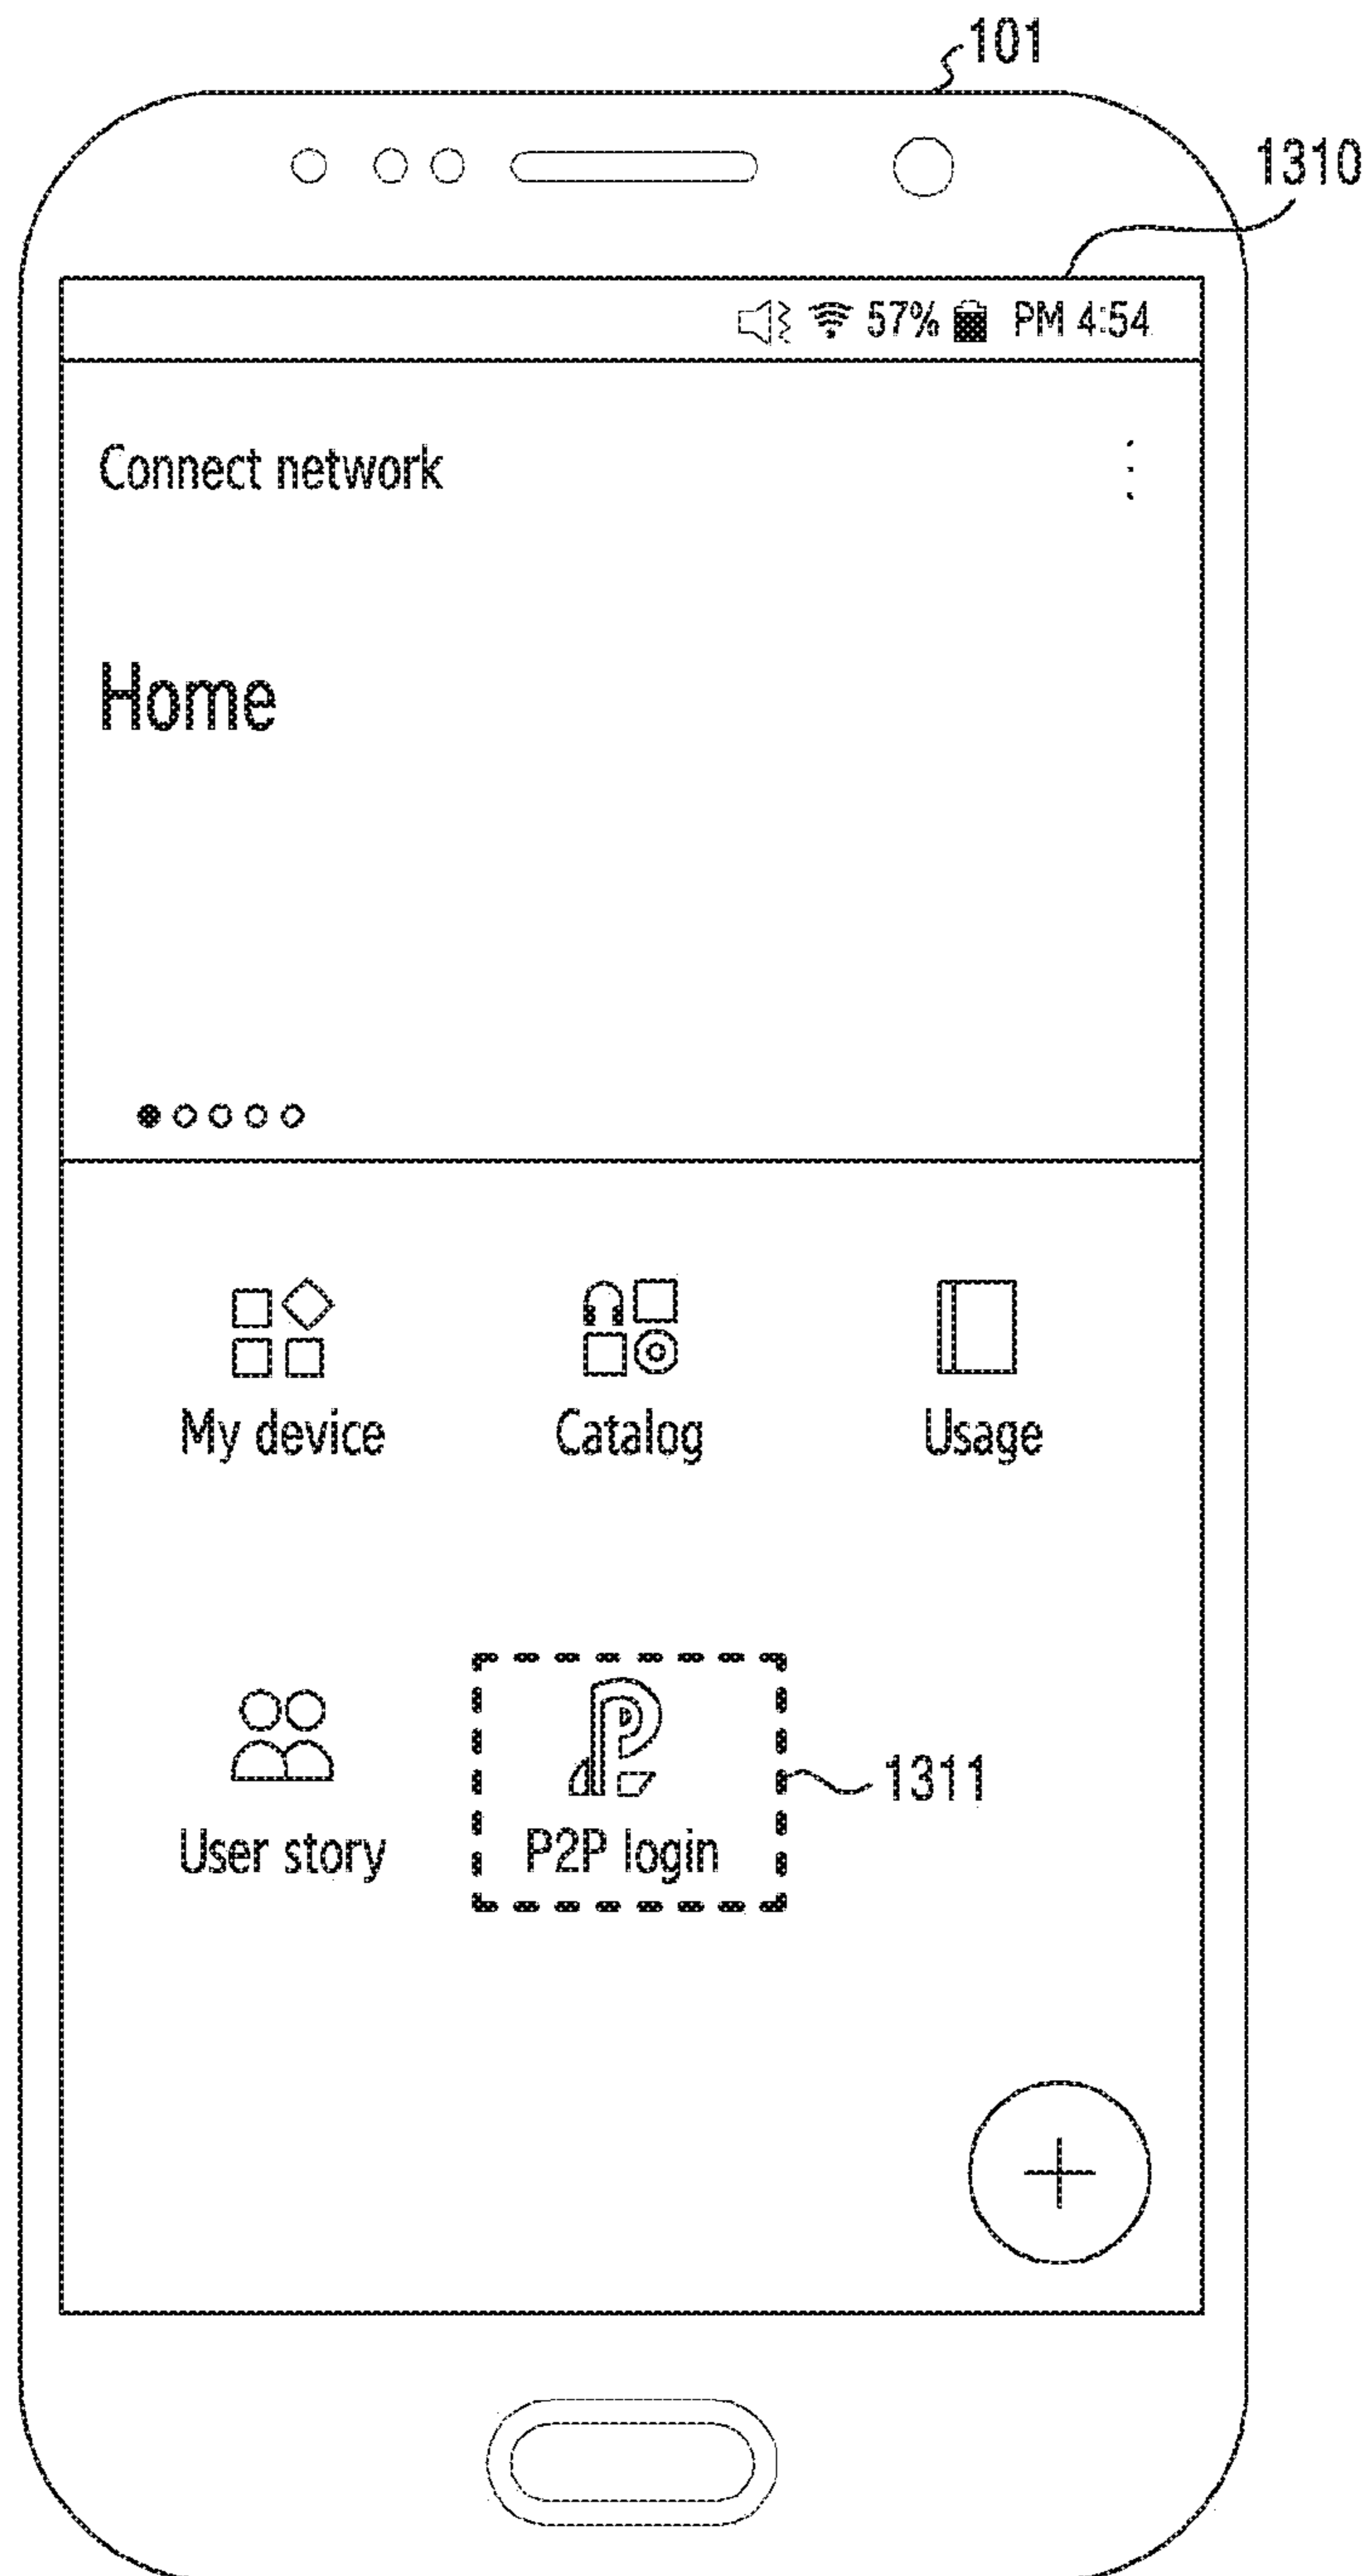 101
1310
57% PM 4:54
Connect network
Home
My device Catalog Usage
1311
User story P2P login